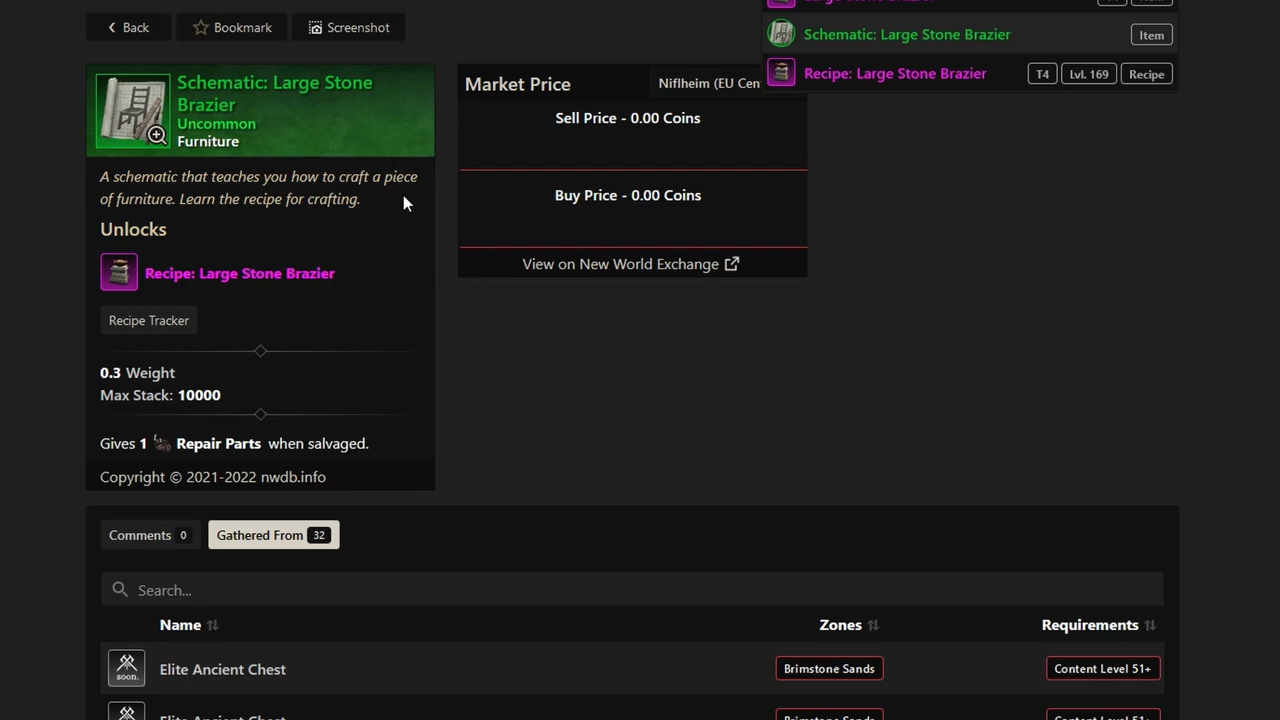 Back
Bookmark
Screenshot
Schematic: Large Stone Brazier
Item
Recipe: Large Stone Brazier
T4
Lvl. 169
Recipe
Schematic: Large Stone
Brazier
Uncommon
Furniture
A schematic that teaches you how to craft a piece
of furniture. Learn the recipe for crafting.
Unlocks
Recipe: Large Stone Brazier
Recipe Tracker
0.3 Weight
Max Stack: 10000
Gives 1 Repair Parts when salvaged.
Copyright © 2021-2022 nwdb.info
Market Price
Niflheim (EU Cen
Sell Price - 0.00 Coins
Buy Price - 0.00 Coins
View on New World Exchange
Comments 0
Gathered From 32
Search...
Name
Zones
Requirements
soon.
Elite Ancient Chest
Brimstone Sands
Content Level 51+